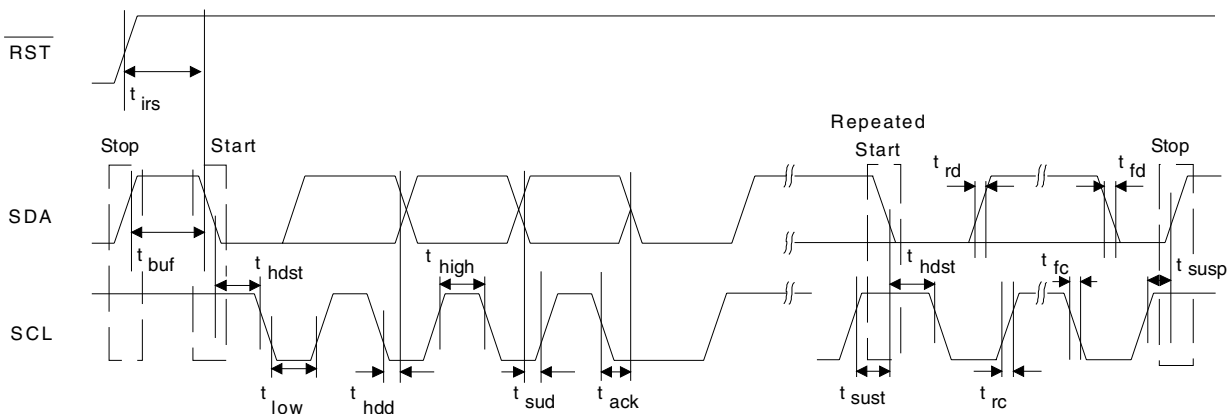 RST
t irs
Repeated
Stop Start Start Stop
t rd t fd
SDA
t buf t hdst t high t hdst t fc t susp
SCL
t low t hdd t sud t ack t sust t rc